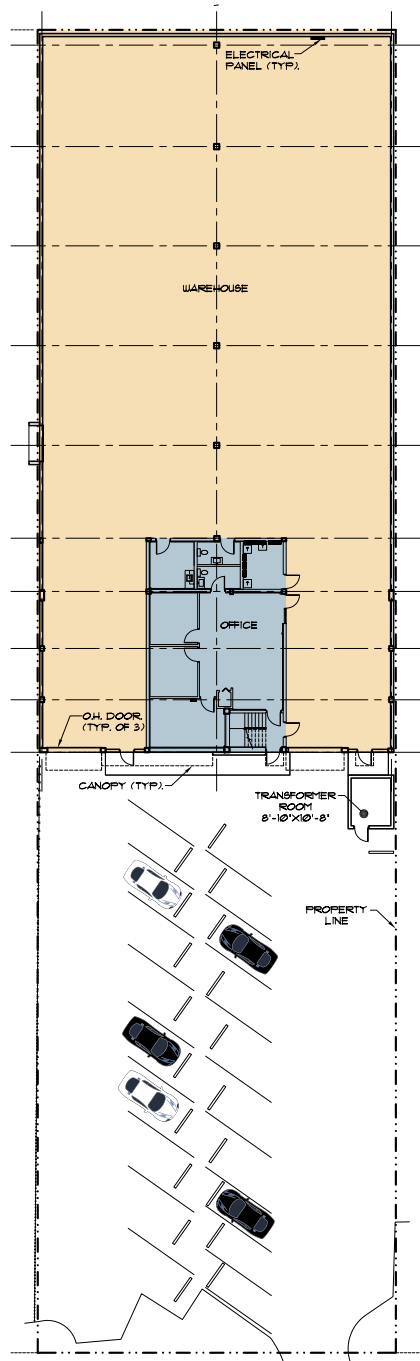 ELECTRICAL
PANEL (TYP).
WAREHOUSE
OFFICE
O.H. DOOR
(TYP. OF 3)
CANOPY (TYP).
TRANSFORMER
ROOM
8'-10"X10'-8"
PROPERTY
LINE